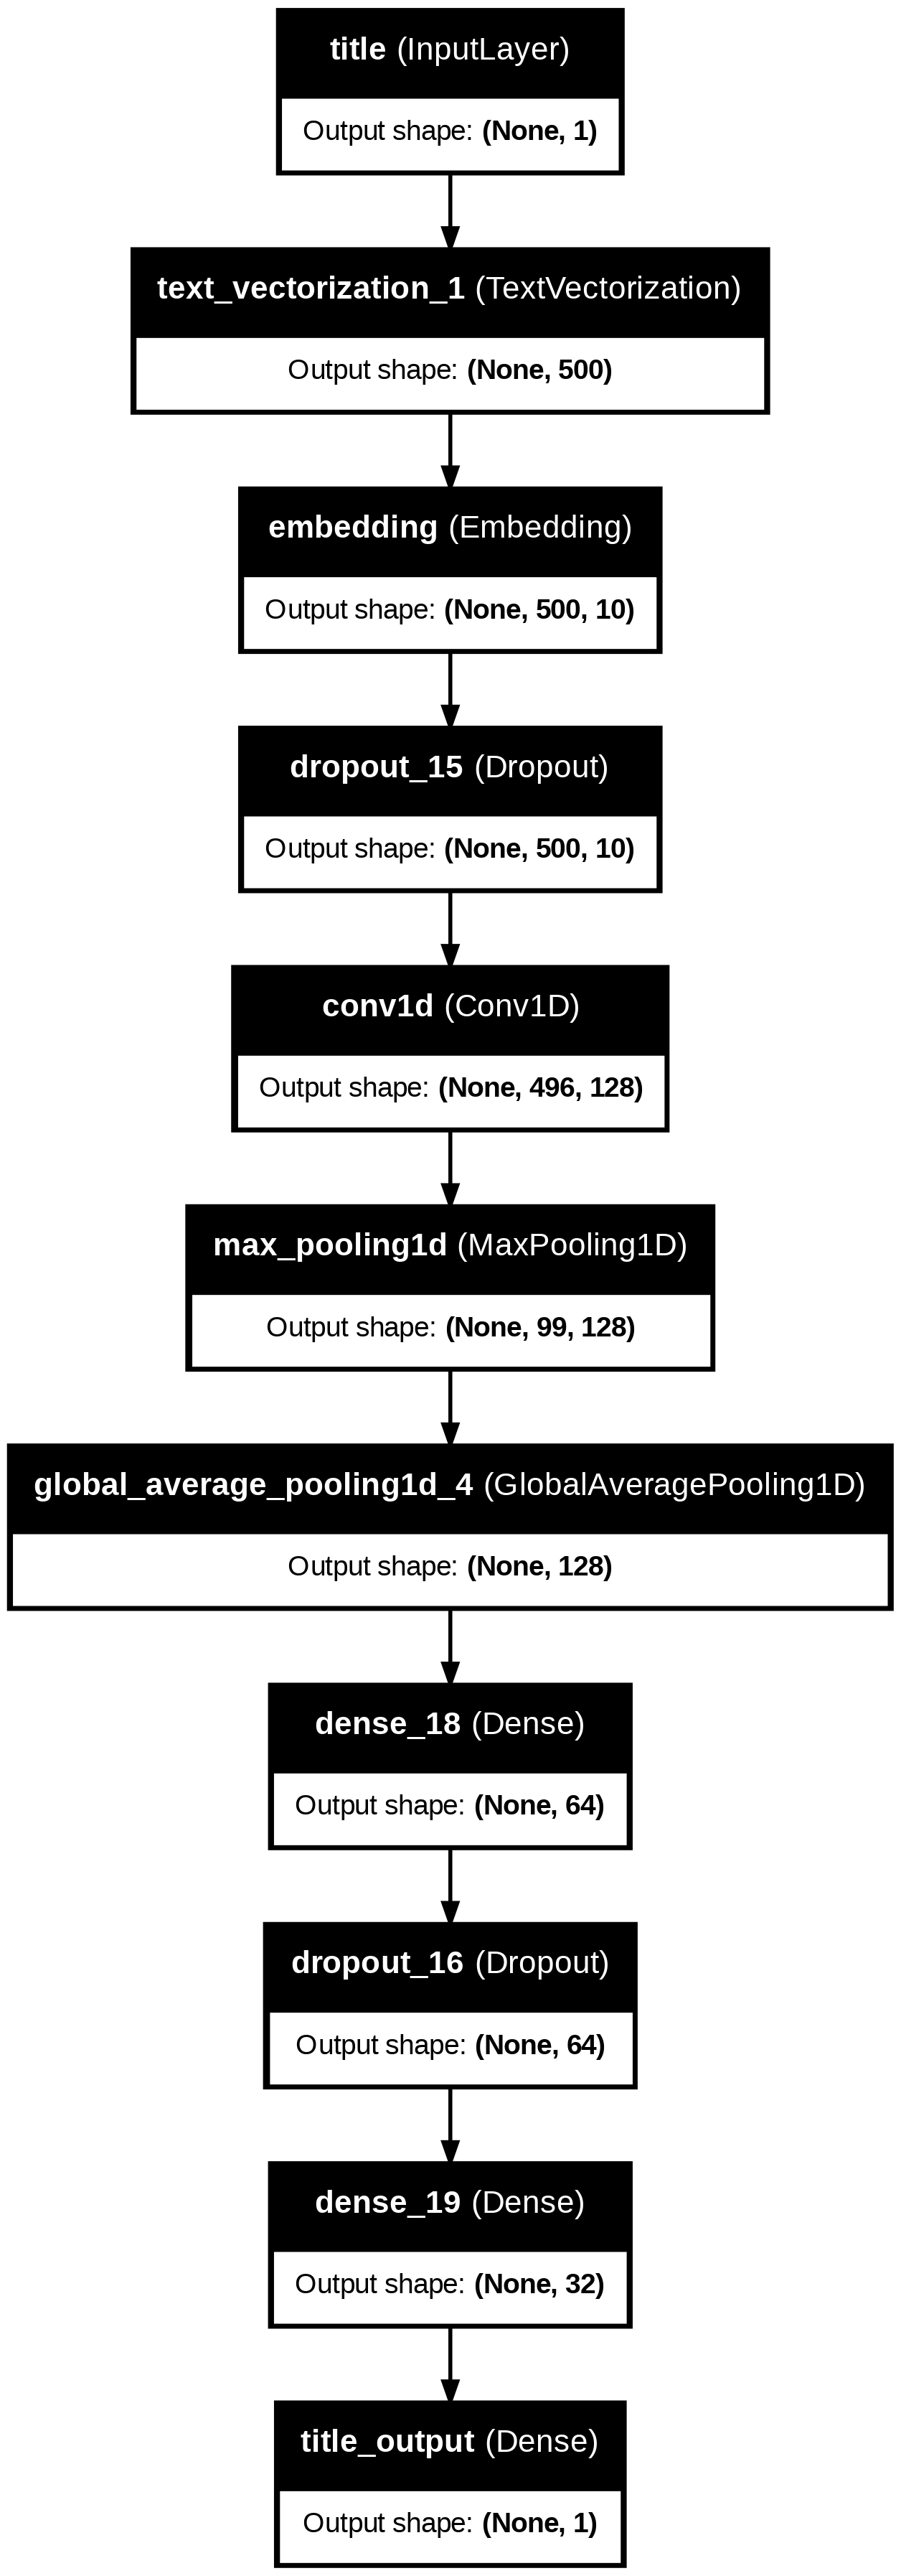 title (InputLayer)
Output shape: (None, 1)
text_vectorization_1 (TextVectorization)
Output shape: (None, 500)
embedding (Embedding)
Output shape: (None, 500, 10)
dropout_15 (Dropout)
Output shape: (None, 500, 10)
conv1d (Conv1D)
Output shape: (None, 496, 128)
max_pooling1d (MaxPooling1D)
Output shape: (None, 99, 128)
global_average_pooling1d_4 (GlobalAveragePooling1D)
Output shape: (None, 128)
dense_18 (Dense)
Output shape: (None, 64)
dropout_16 (Dropout)
Output shape: (None, 64)
dense_19 (Dense)
Output shape: (None, 32)
title_output (Dense)
Output shape: (None, 1)